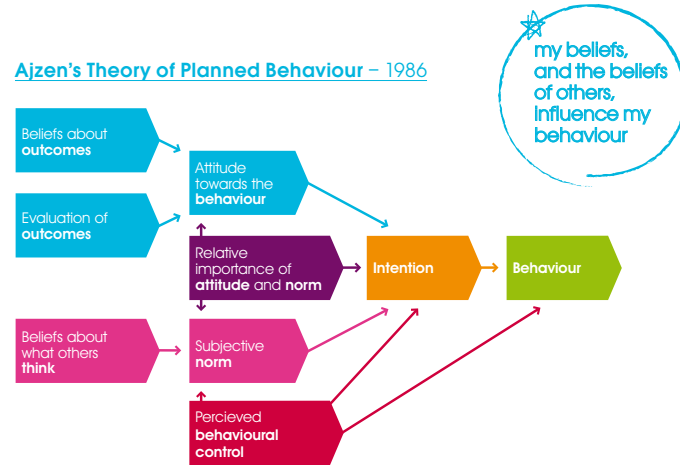 Ajzen's Theory of Planned Behaviour – 1986
my beliefs,
and the beliefs
of others,
influence my
behaviour
Beliefs about
outcomes
Evaluation of
outcomes
Attitude
towards the
behaviour
Relative
importance of
attitude and norm
Intention
Behaviour
Beliefs about
what others
think
Subjective
norm
Percieved
behavioural
control